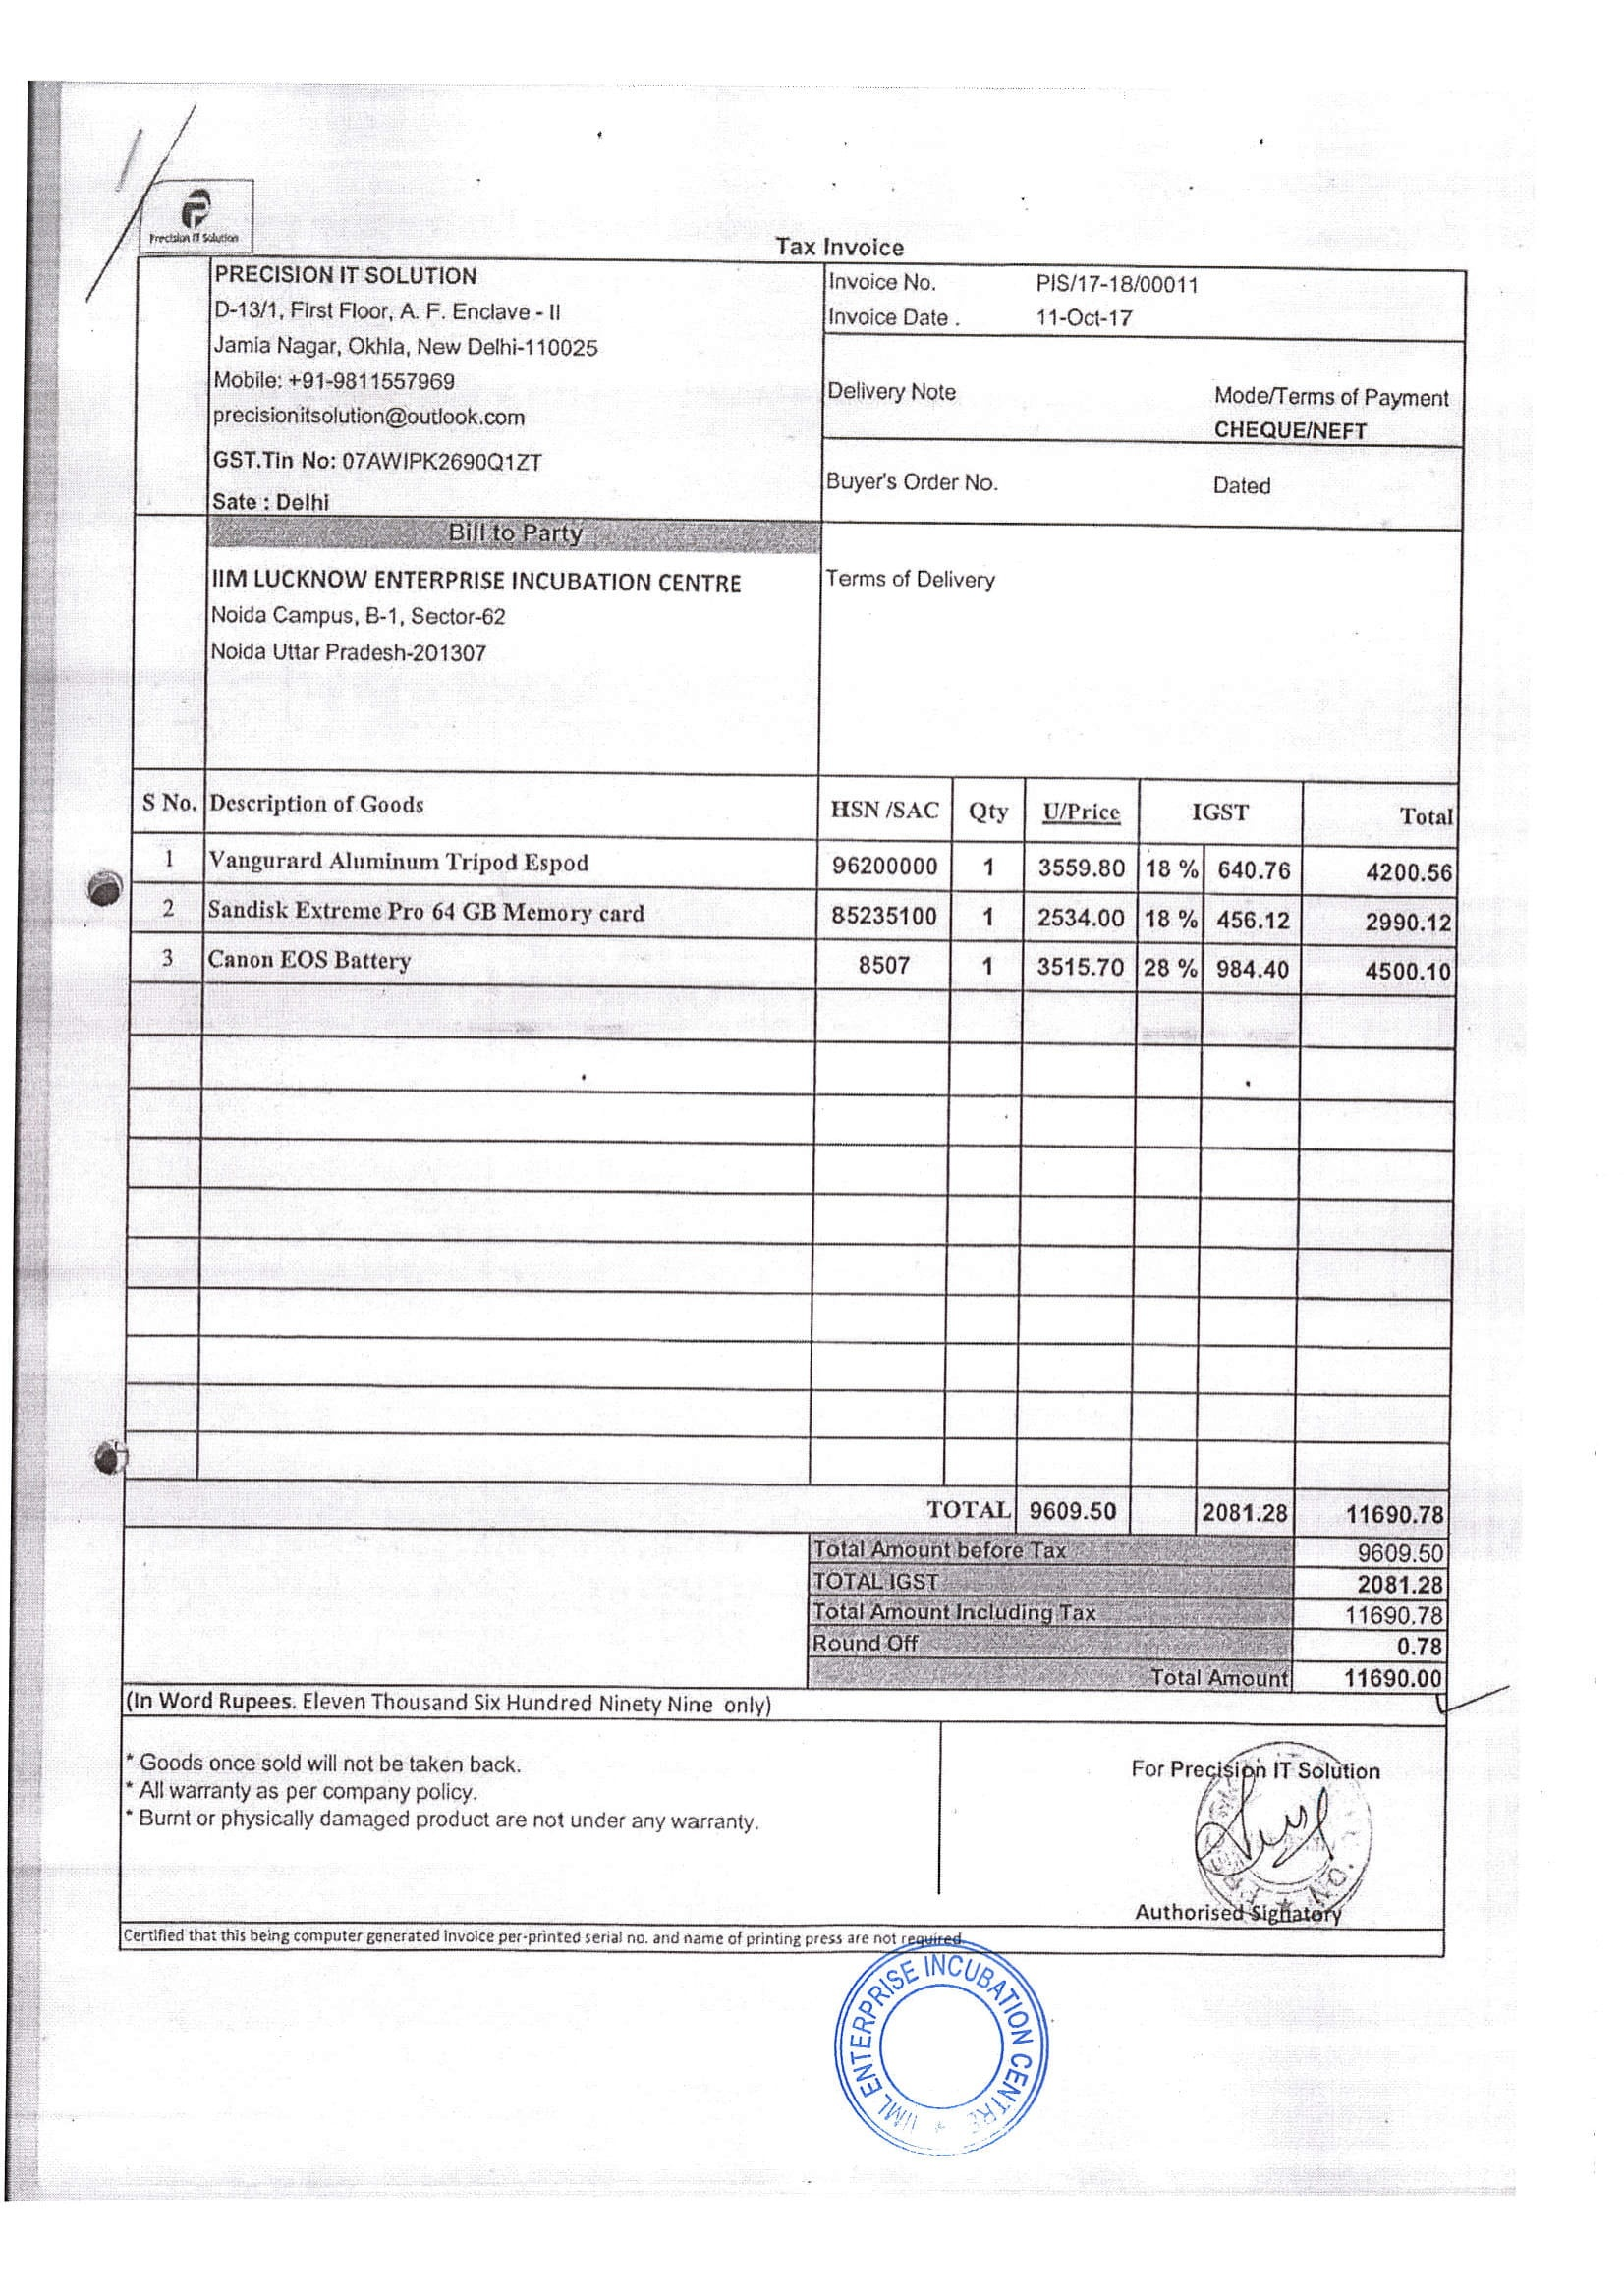 Precision IT Solution
Tax Invoice
PRECISION IT SOLUTION
D-13/1, First Floor, A. F. Enclave - II
Jamia Nagar, Okhla, New Delhi-110025
Mobile: +91-9811557969
precisionitsolution@outlook.com
GST.Tin No: 07AWIPK2690Q1ZT
Sate : Delhi
Invoice No. PIS/17-18/00011
Invoice Date . 11-Oct-17
Delivery Note Mode/Terms of Payment
CHEQUE/NEFT
Buyer's Order No. Dated
Bill to Party
IIM LUCKNOW ENTERPRISE INCUBATION CENTRE
Noida Campus, B-1, Sector-62
Noida Uttar Pradesh-201307
Terms of Delivery
S No. Description of Goods HSN /SAC Qty U/Price IGST Total
1 Vangurard Aluminum Tripod Espod 96200000 1 3559.80 18 % 640.76 4200.56
2 Sandisk Extreme Pro 64 GB Memory card 85235100 1 2534.00 18 % 456.12 2990.12
3 Canon EOS Battery 8507 1 3515.70 28 % 984.40 4500.10
TOTAL 9609.50 2081.28 11690.78
Total Amount before Tax 9609.50
TOTAL IGST 2081.28
Total Amount Including Tax 11690.78
Round Off 0.78
Total Amount 11690.00
(In Word Rupees. Eleven Thousand Six Hundred Ninety Nine only)
* Goods once sold will not be taken back.
* All warranty as per company policy.
* Burnt or physically damaged product are not under any warranty.
For Precision IT Solution
Authorised Signatory
Certified that this being computer generated invoice per-printed serial no. and name of printing press are not required.
IIML ENTERPRISE INCUBATION CENTRE